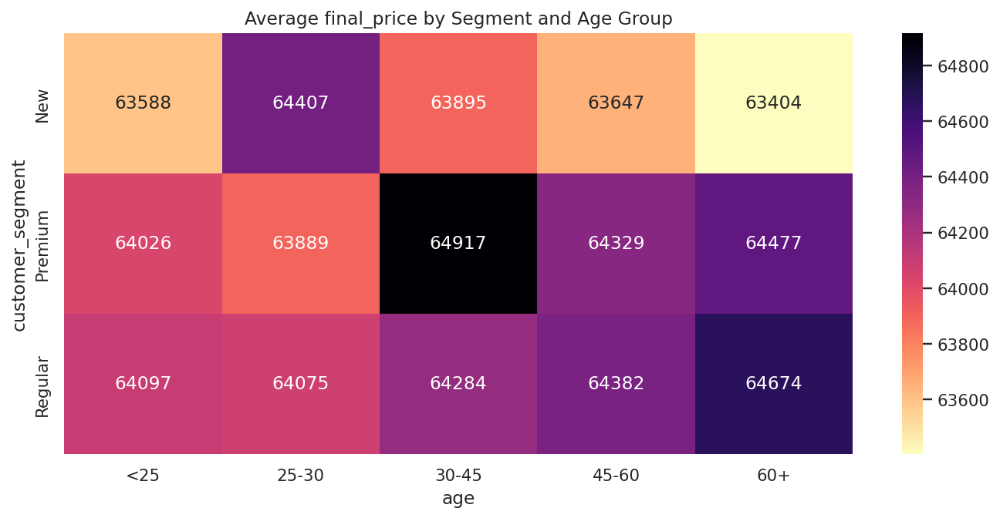 Average final_price by Segment and Age Group
customer_segment
New
63588 64407 63895 63647 63404
Premium
64026 63889 64917 64329 64477
Regular
64097 64075 64284 64382 64674
<25 25-30 30-45 45-60 60+
age
64800
64600
64400
64200
64000
63800
63600